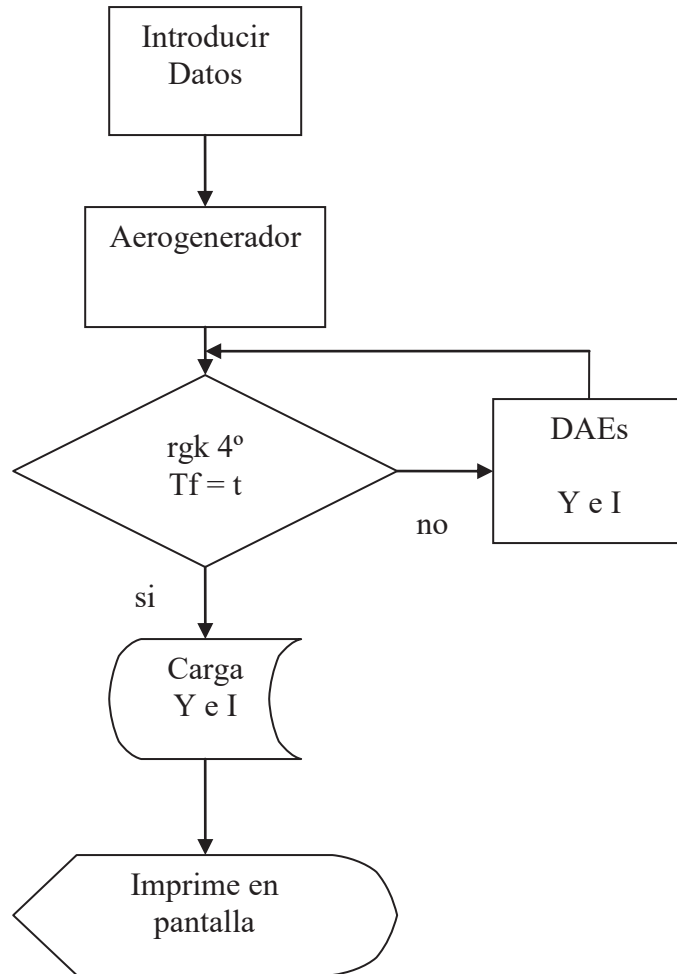 Introducir
Datos
Aerogenerador
rgk 4º
Tf = t
no
DAEs
Y e I
si
Carga
Y e I
Imprime en
pantalla